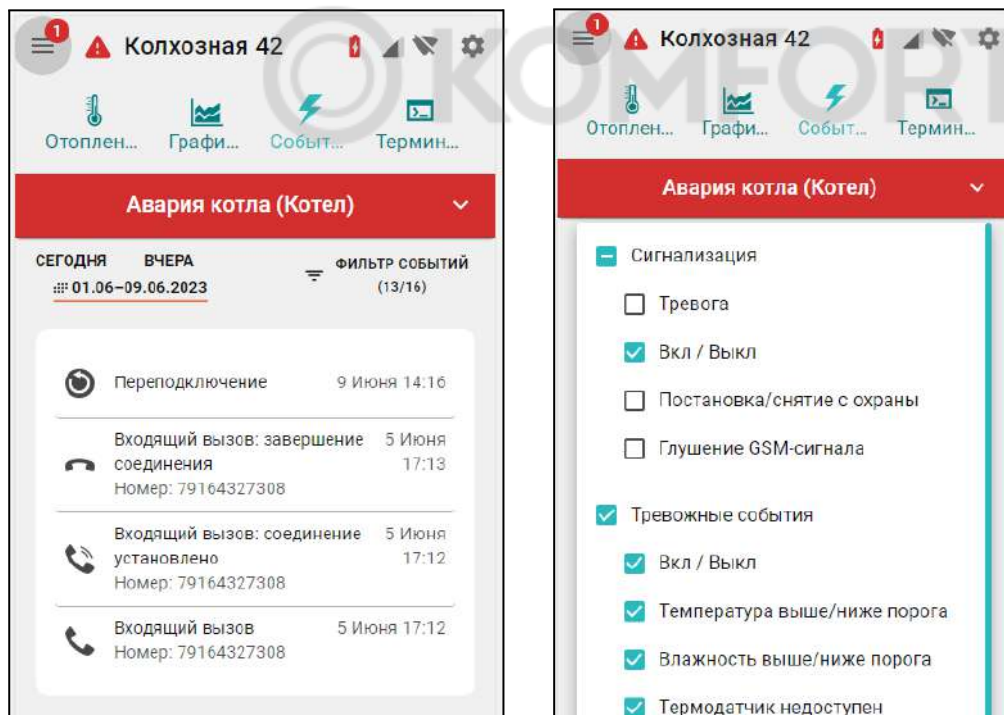 1
Колхозная 42
Отоплен...
Графи...
Событ...
Термин...
Авария котла (Котел)
СЕГОДНЯ ВЧЕРА
01.06–09.06.2023
ФИЛЬТР СОБЫТИЙ
(13/16)
Переподключение 9 Июня 14:16
Входящий вызов: завершение 5 Июня
соединения 17:13
Номер: 79164327308
Входящий вызов: соединение 5 Июня
установлено 17:12
Номер: 79164327308
Входящий вызов 5 Июня 17:12
Номер: 79164327308
OKOMFORT
1
Колхозная 42
Отоплен...
Графи...
Событ...
Термин...
Авария котла (Котел)
Сигнализация
Тревога
Вкл / Выкл
Постановка/снятие с охраны
Глушение GSM-сигнала
Тревожные события
Вкл / Выкл
Температура выше/ниже порога
Влажность выше/ниже порога
Термодатчик недоступен